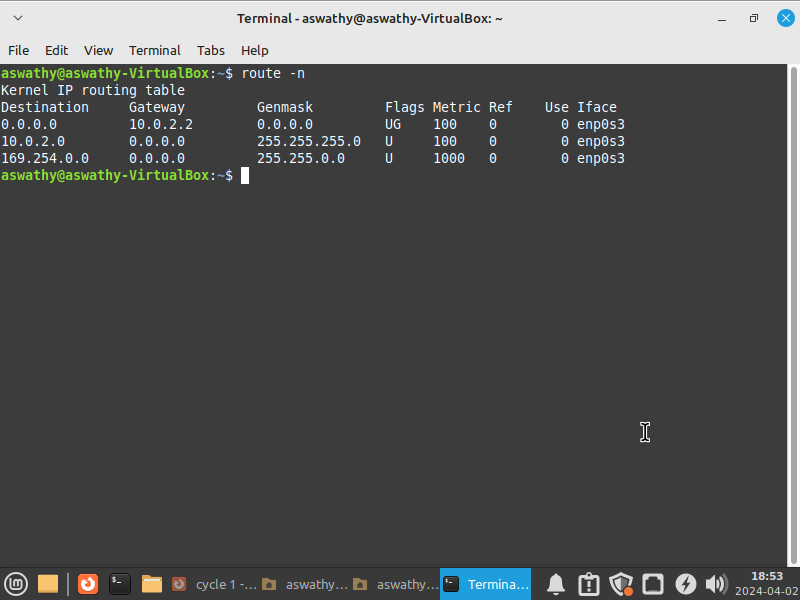 Terminal - aswathy@aswathy-VirtualBox: ~
File Edit View Terminal Tabs Help
aswathy@aswathy-VirtualBox:~$ route -n
Kernel IP routing table
Destination     Gateway         Genmask         Flags Metric Ref    Use Iface
0.0.0.0         10.0.2.2        0.0.0.0         UG    100    0        0 enp0s3
10.0.2.0        0.0.0.0         255.255.255.0   U     100    0        0 enp0s3
169.254.0.0     0.0.0.0         255.255.0.0     U     1000   0        0 enp0s3
aswathy@aswathy-VirtualBox:~$
cycle 1 -... aswathy... aswathy... Termina... 18:53
2024-04-02